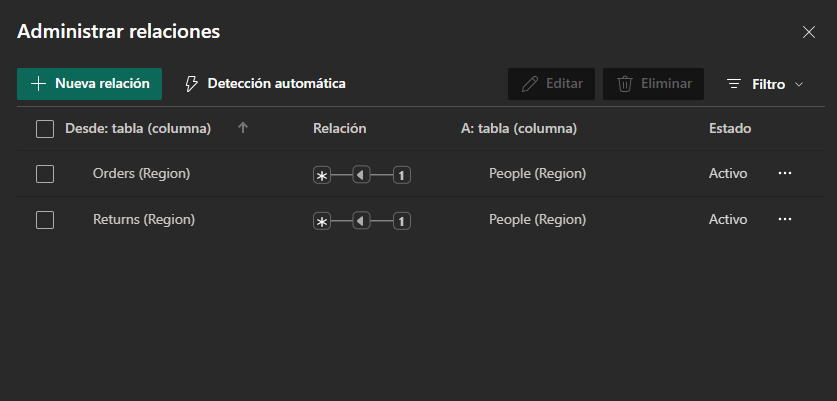 Administrar relaciones
Nueva relación Detección automática Editar Eliminar Filtro
Desde: tabla (columna) Relación A: tabla (columna) Estado
Orders (Region) * 1 People (Region) Activo ...
Returns (Region) * 1 People (Region) Activo ...